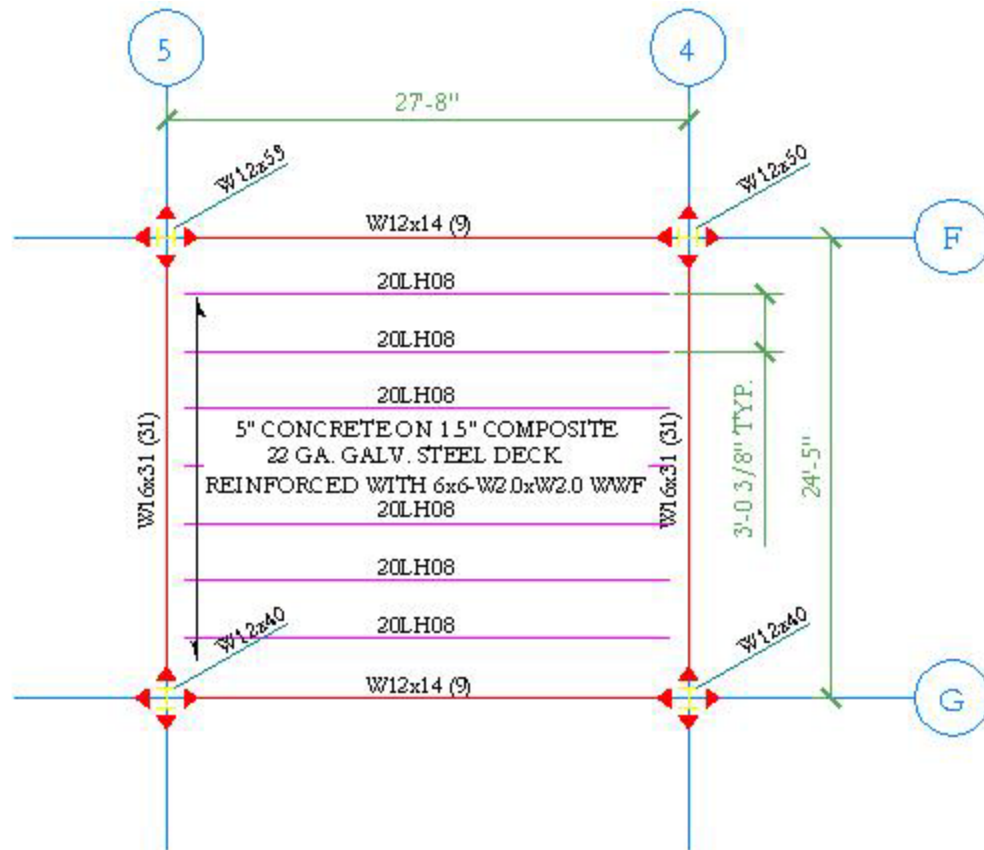 5
4
27'-8"
W12x53
W12x50
W12x14 (9)
F
20LH08
20LH08
20LH08
5" CONCRETE ON 1.5" COMPOSITE
22 GA. GALV. STEEL DECK
REINFORCED WITH 6x6-W2.0xW2.0 WWF
W16x31 (31)
W16x31 (31)
3'-0 3/8" TYP.
24'-5"
20LH08
20LH08
20LH08
W12x40
W12x40
W12x14 (9)
G